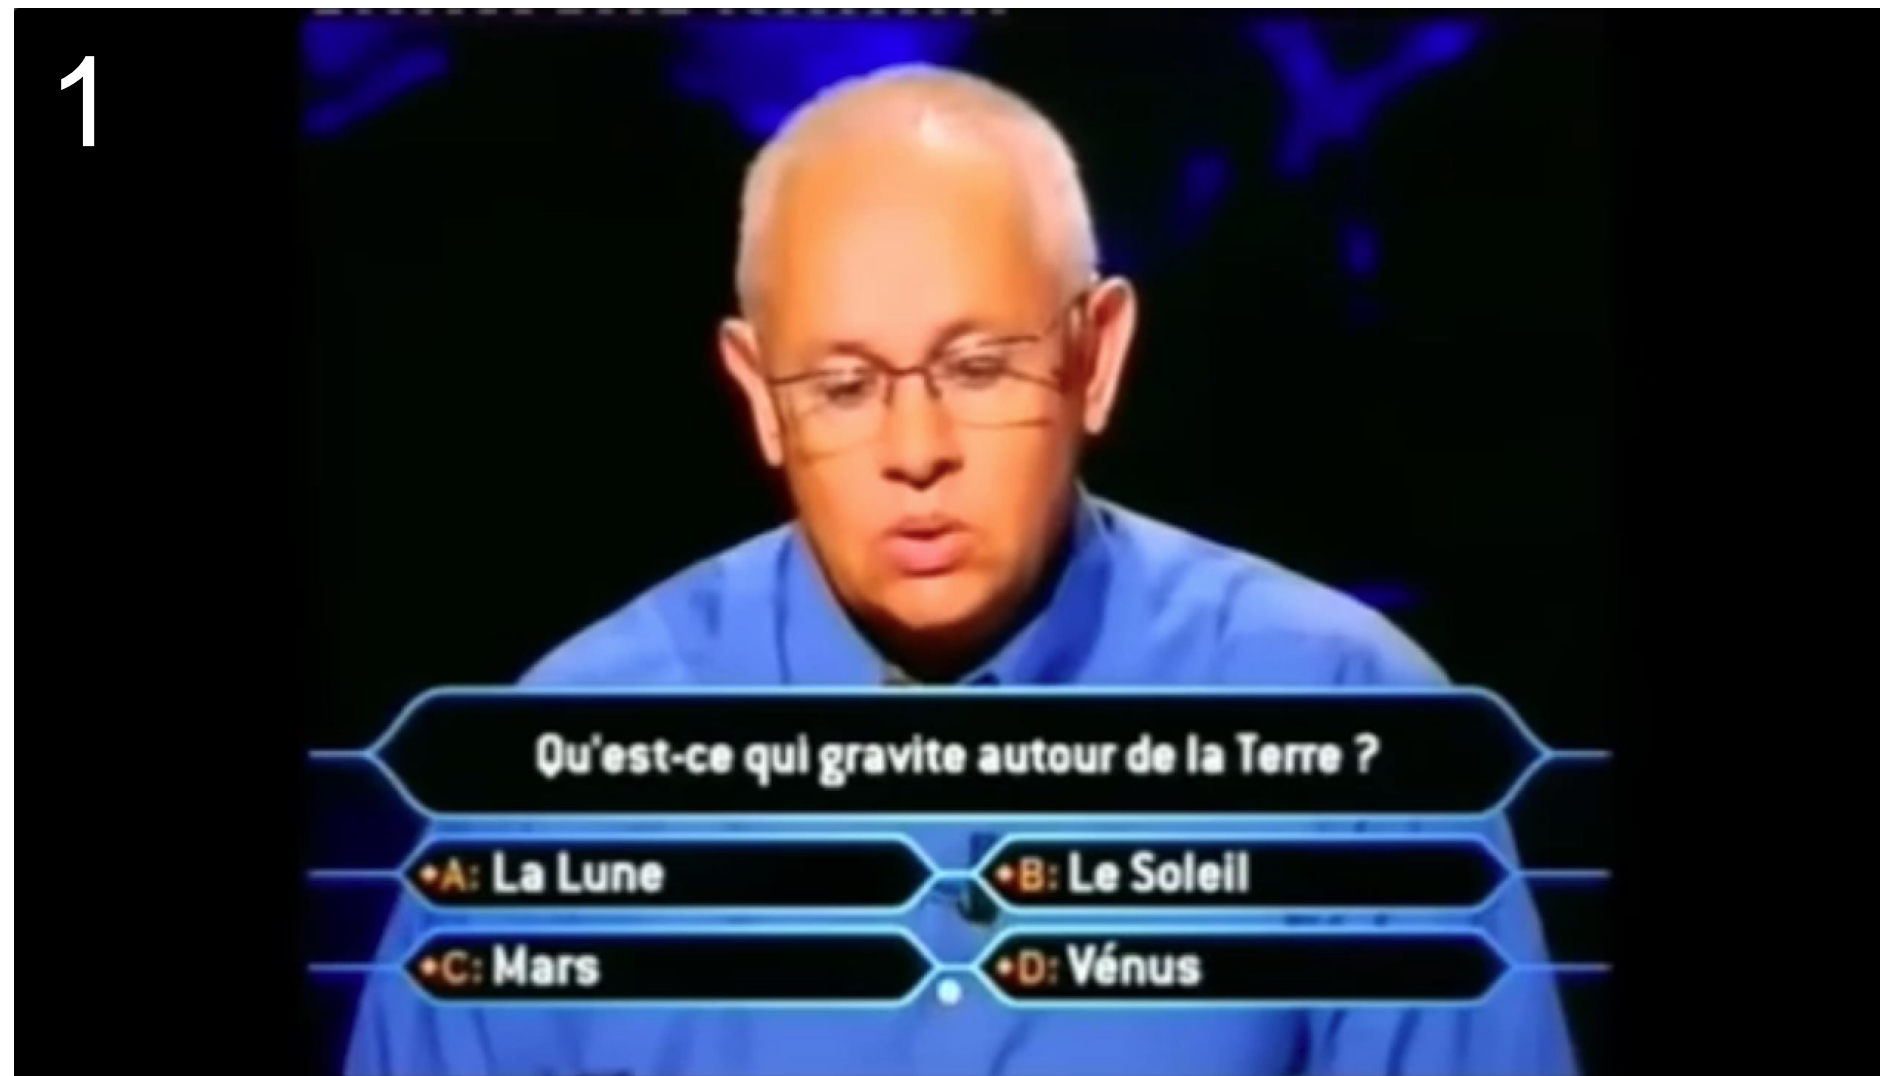 1
Qu'est-ce qui gravite autour de la Terre ?
A: La Lune
B: Le Soleil
C: Mars
D: Vénus